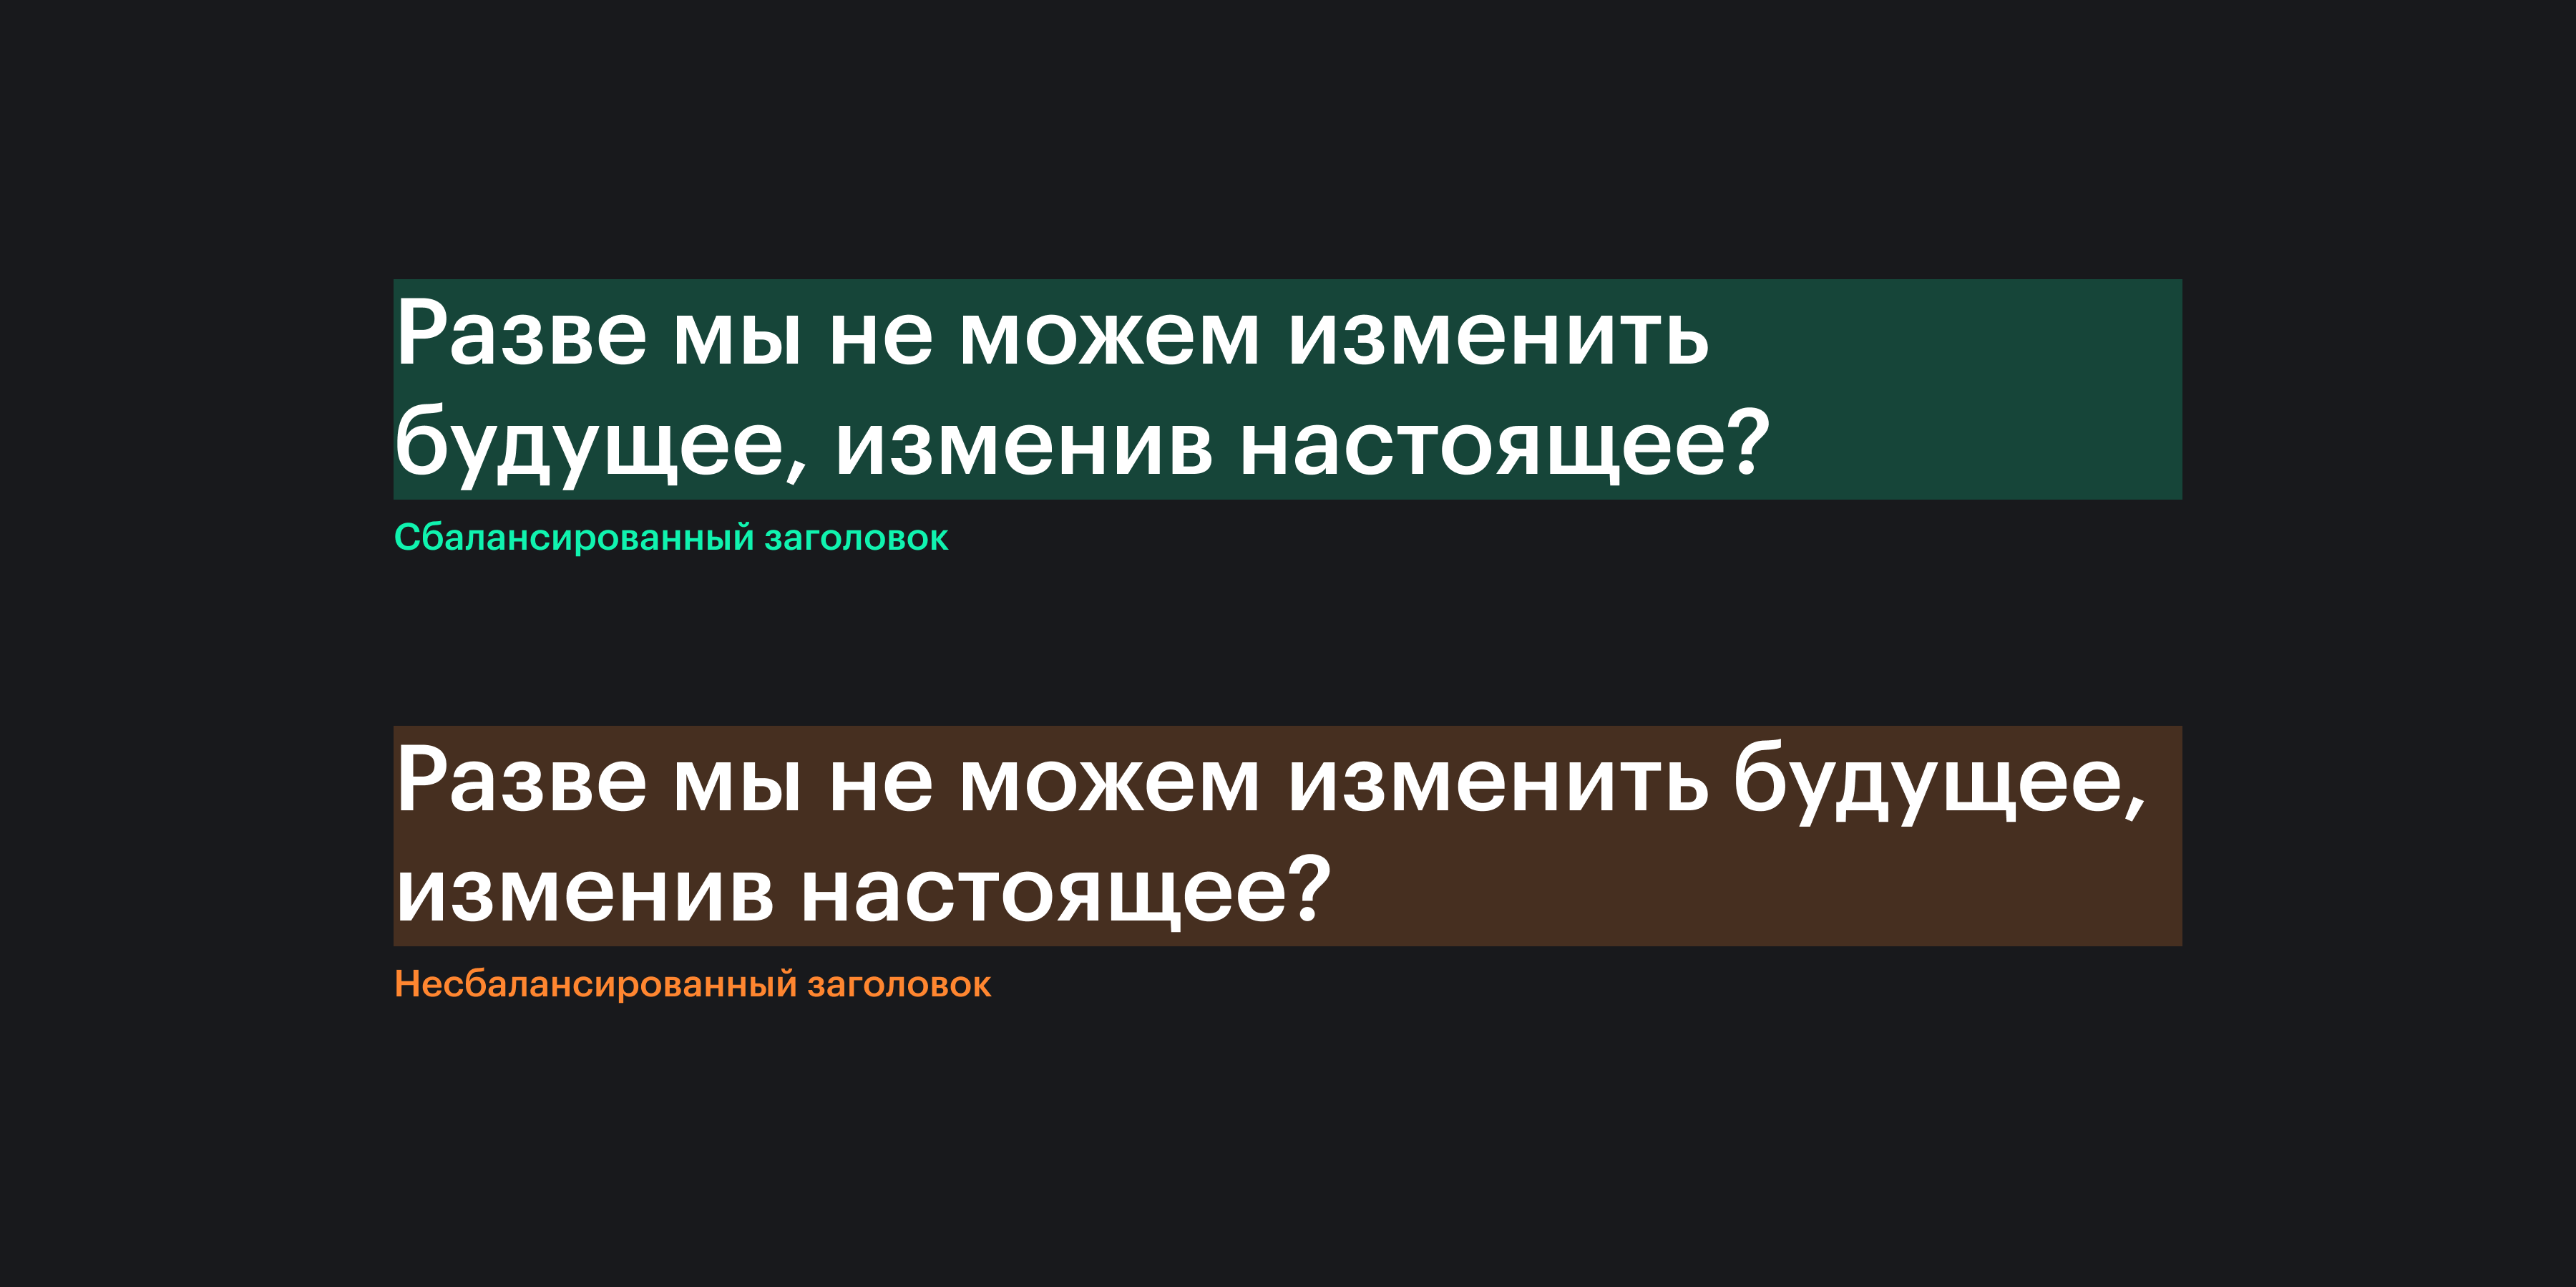 Разве мы не можем изменить
будущее, изменив настоящее?
Сбалансированный заголовок
Разве мы не можем изменить будущее,
изменив настоящее?
Несбалансированный заголовок